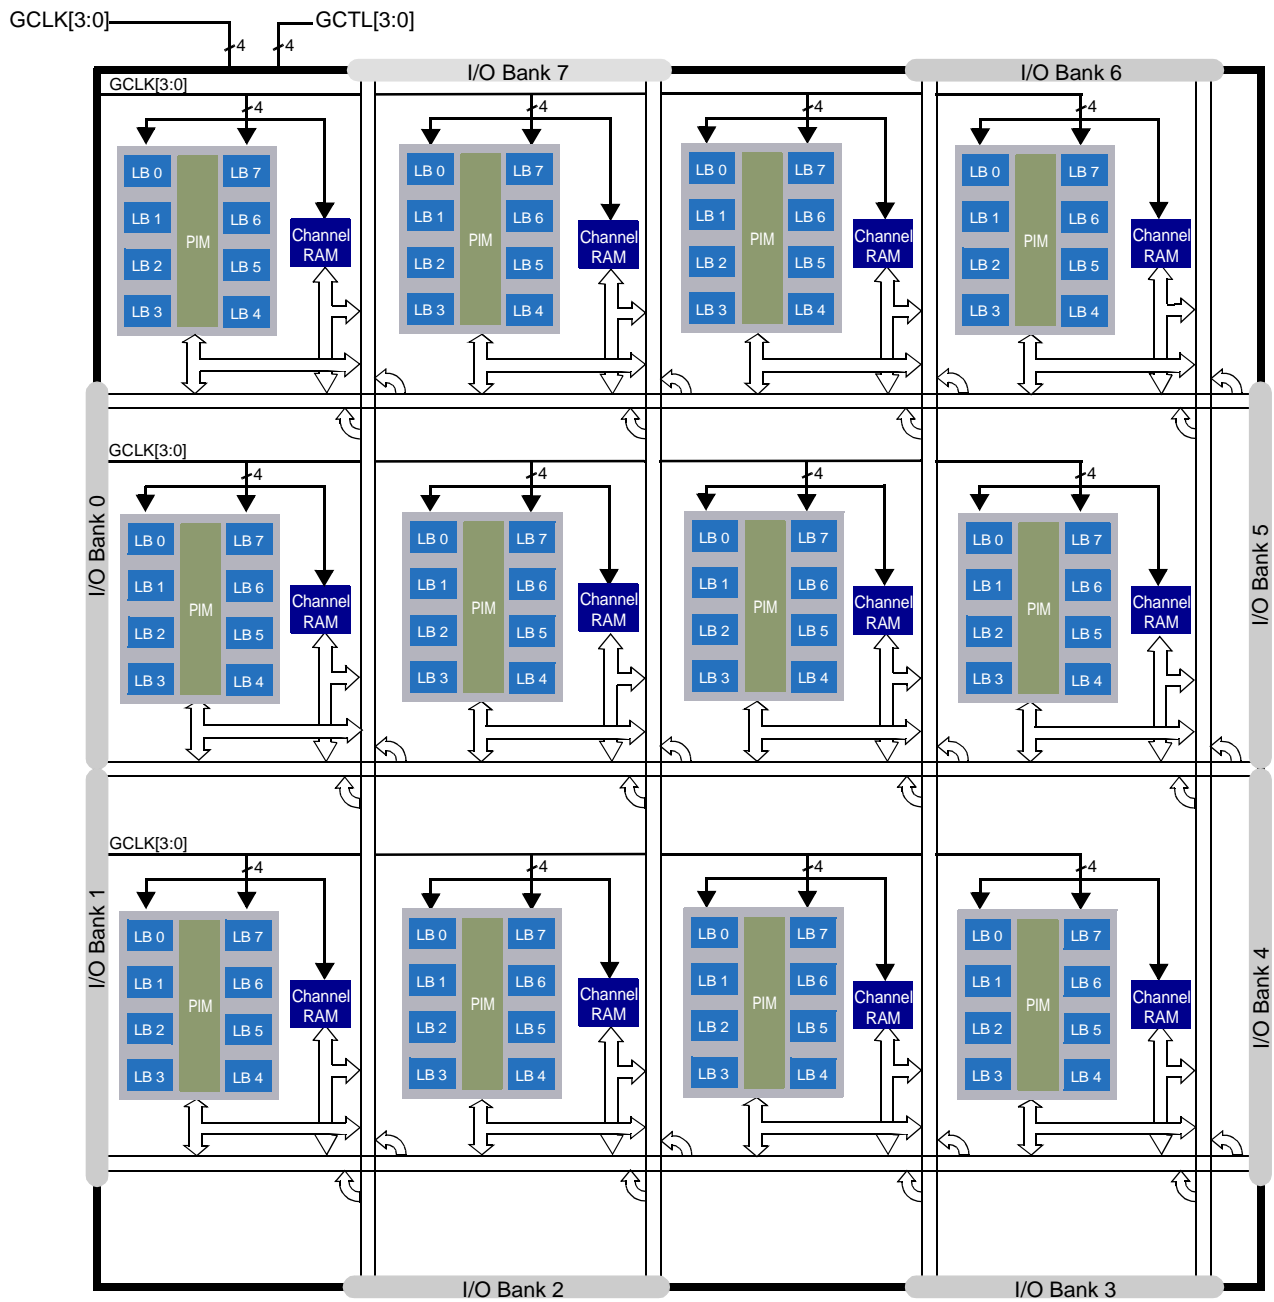 GCLK[3:0]
GCTL[3:0]
4
4
I/O Bank 7
I/O Bank 6
GCLK[3:0]
4
4
4
4
LB 0
LB 1
LB 2
LB 3
PIM
LB 7
LB 6
LB 5
LB 4
Channel
RAM
LB 0
LB 1
LB 2
LB 3
PIM
LB 7
LB 6
LB 5
LB 4
Channel
RAM
LB 0
LB 1
LB 2
LB 3
PIM
LB 7
LB 6
LB 5
LB 4
Channel
RAM
LB 0
LB 1
LB 2
LB 3
PIM
LB 7
LB 6
LB 5
LB 4
Channel
RAM
I/O Bank 0
I/O Bank 5
GCLK[3:0]
4
4
4
4
LB 0
LB 1
LB 2
LB 3
PIM
LB 7
LB 6
LB 5
LB 4
Channel
RAM
LB 0
LB 1
LB 2
LB 3
PIM
LB 7
LB 6
LB 5
LB 4
Channel
RAM
LB 0
LB 1
LB 2
LB 3
PIM
LB 7
LB 6
LB 5
LB 4
Channel
RAM
LB 0
LB 1
LB 2
LB 3
PIM
LB 7
LB 6
LB 5
LB 4
Channel
RAM
I/O Bank 1
I/O Bank 4
GCLK[3:0]
4
4
4
4
LB 0
LB 1
LB 2
LB 3
PIM
LB 7
LB 6
LB 5
LB 4
Channel
RAM
LB 0
LB 1
LB 2
LB 3
PIM
LB 7
LB 6
LB 5
LB 4
Channel
RAM
LB 0
LB 1
LB 2
LB 3
PIM
LB 7
LB 6
LB 5
LB 4
Channel
RAM
LB 0
LB 1
LB 2
LB 3
PIM
LB 7
LB 6
LB 5
LB 4
Channel
RAM
I/O Bank 2
I/O Bank 3